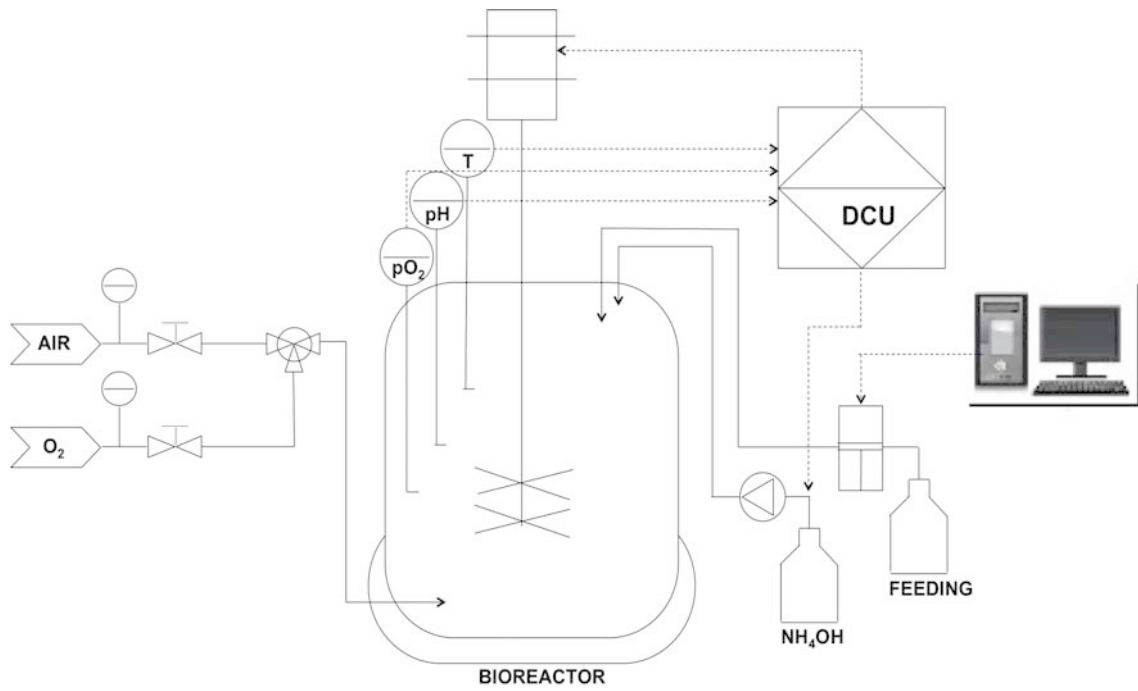 T
pH
DCU
pO₂
AIR
O₂
FEEDING
NH₄OH
BIOREACTOR